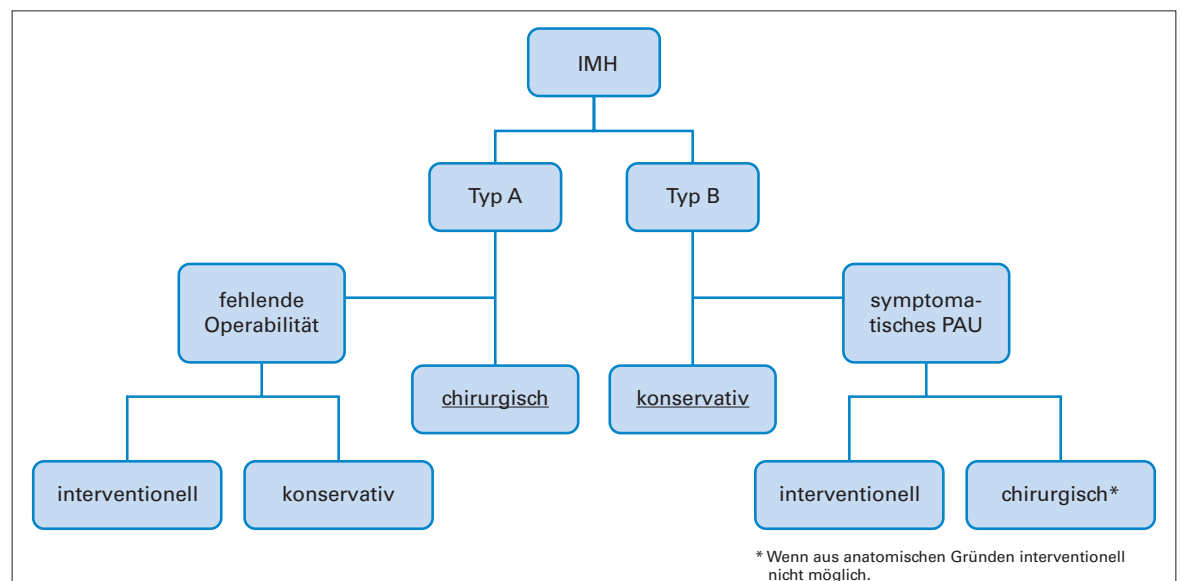 IMH
Typ A
Typ B
fehlende
Operabilität
symptoma-
tisches PAU
chirurgisch
konservativ
interventionell
konservativ
interventionell
chirurgisch*
* Wenn aus anatomischen Gründen interventionell
nicht möglich.